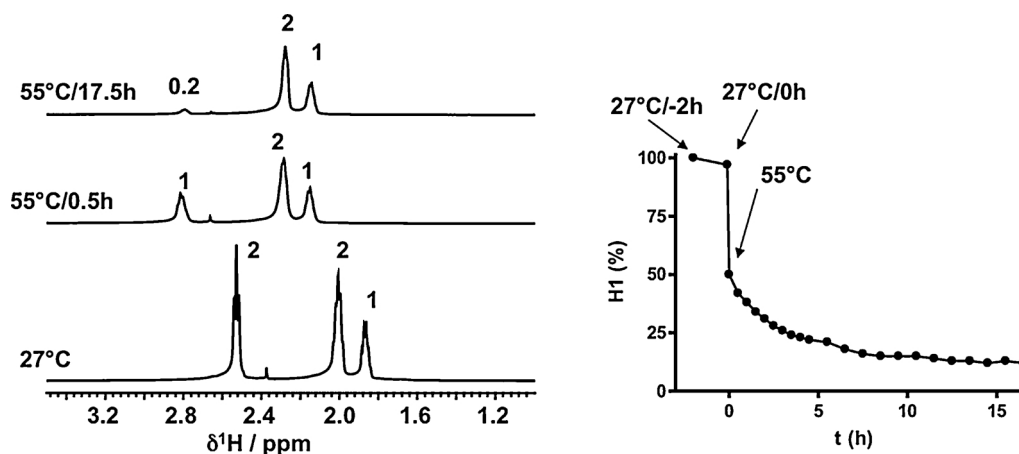 2
1
0.2
55°C/17.5h
2
1
1
55°C/0.5h
2
2
1
27°C
3.2 2.8 2.4 2.0 1.6 1.2
δ¹H / ppm
27°C/-2h
27°C/0h
55°C
100
75
50
25
0
H1 (%)
0 5 10 15
t (h)